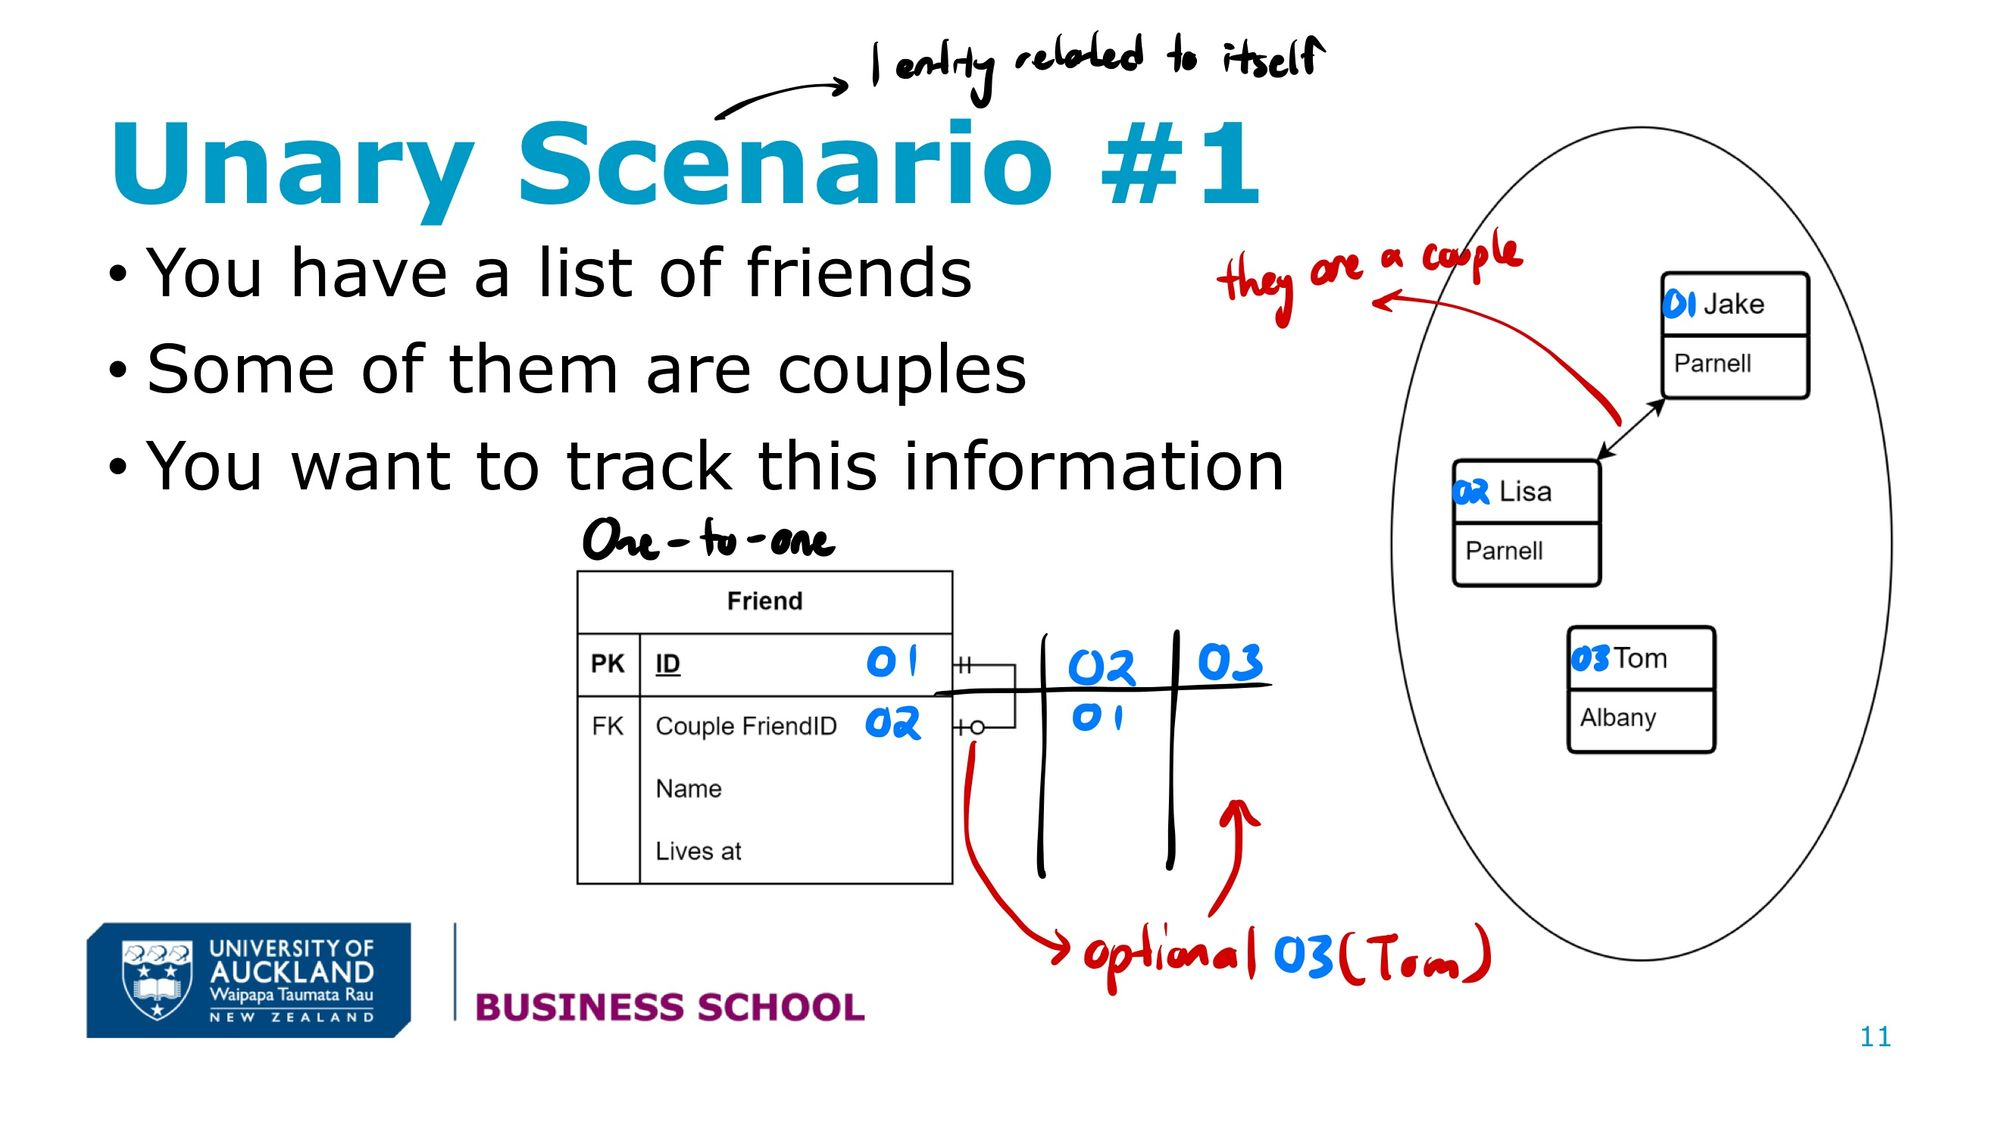 1 entity related to itself
Unary Scenario #1
• You have a list of friends
• Some of them are couples
• You want to track this information
they are a couple
01 Jake
Parnell
02 Lisa
Parnell
03 Tom
Albany
One-to-one
Friend
PK ID 01 02 03
FK Couple FriendID 02 01
Name
Lives at
optional 03 (Tom)
UNIVERSITY OF
AUCKLAND
Waipapa Taumata Rau
NEW ZEALAND
BUSINESS SCHOOL
11